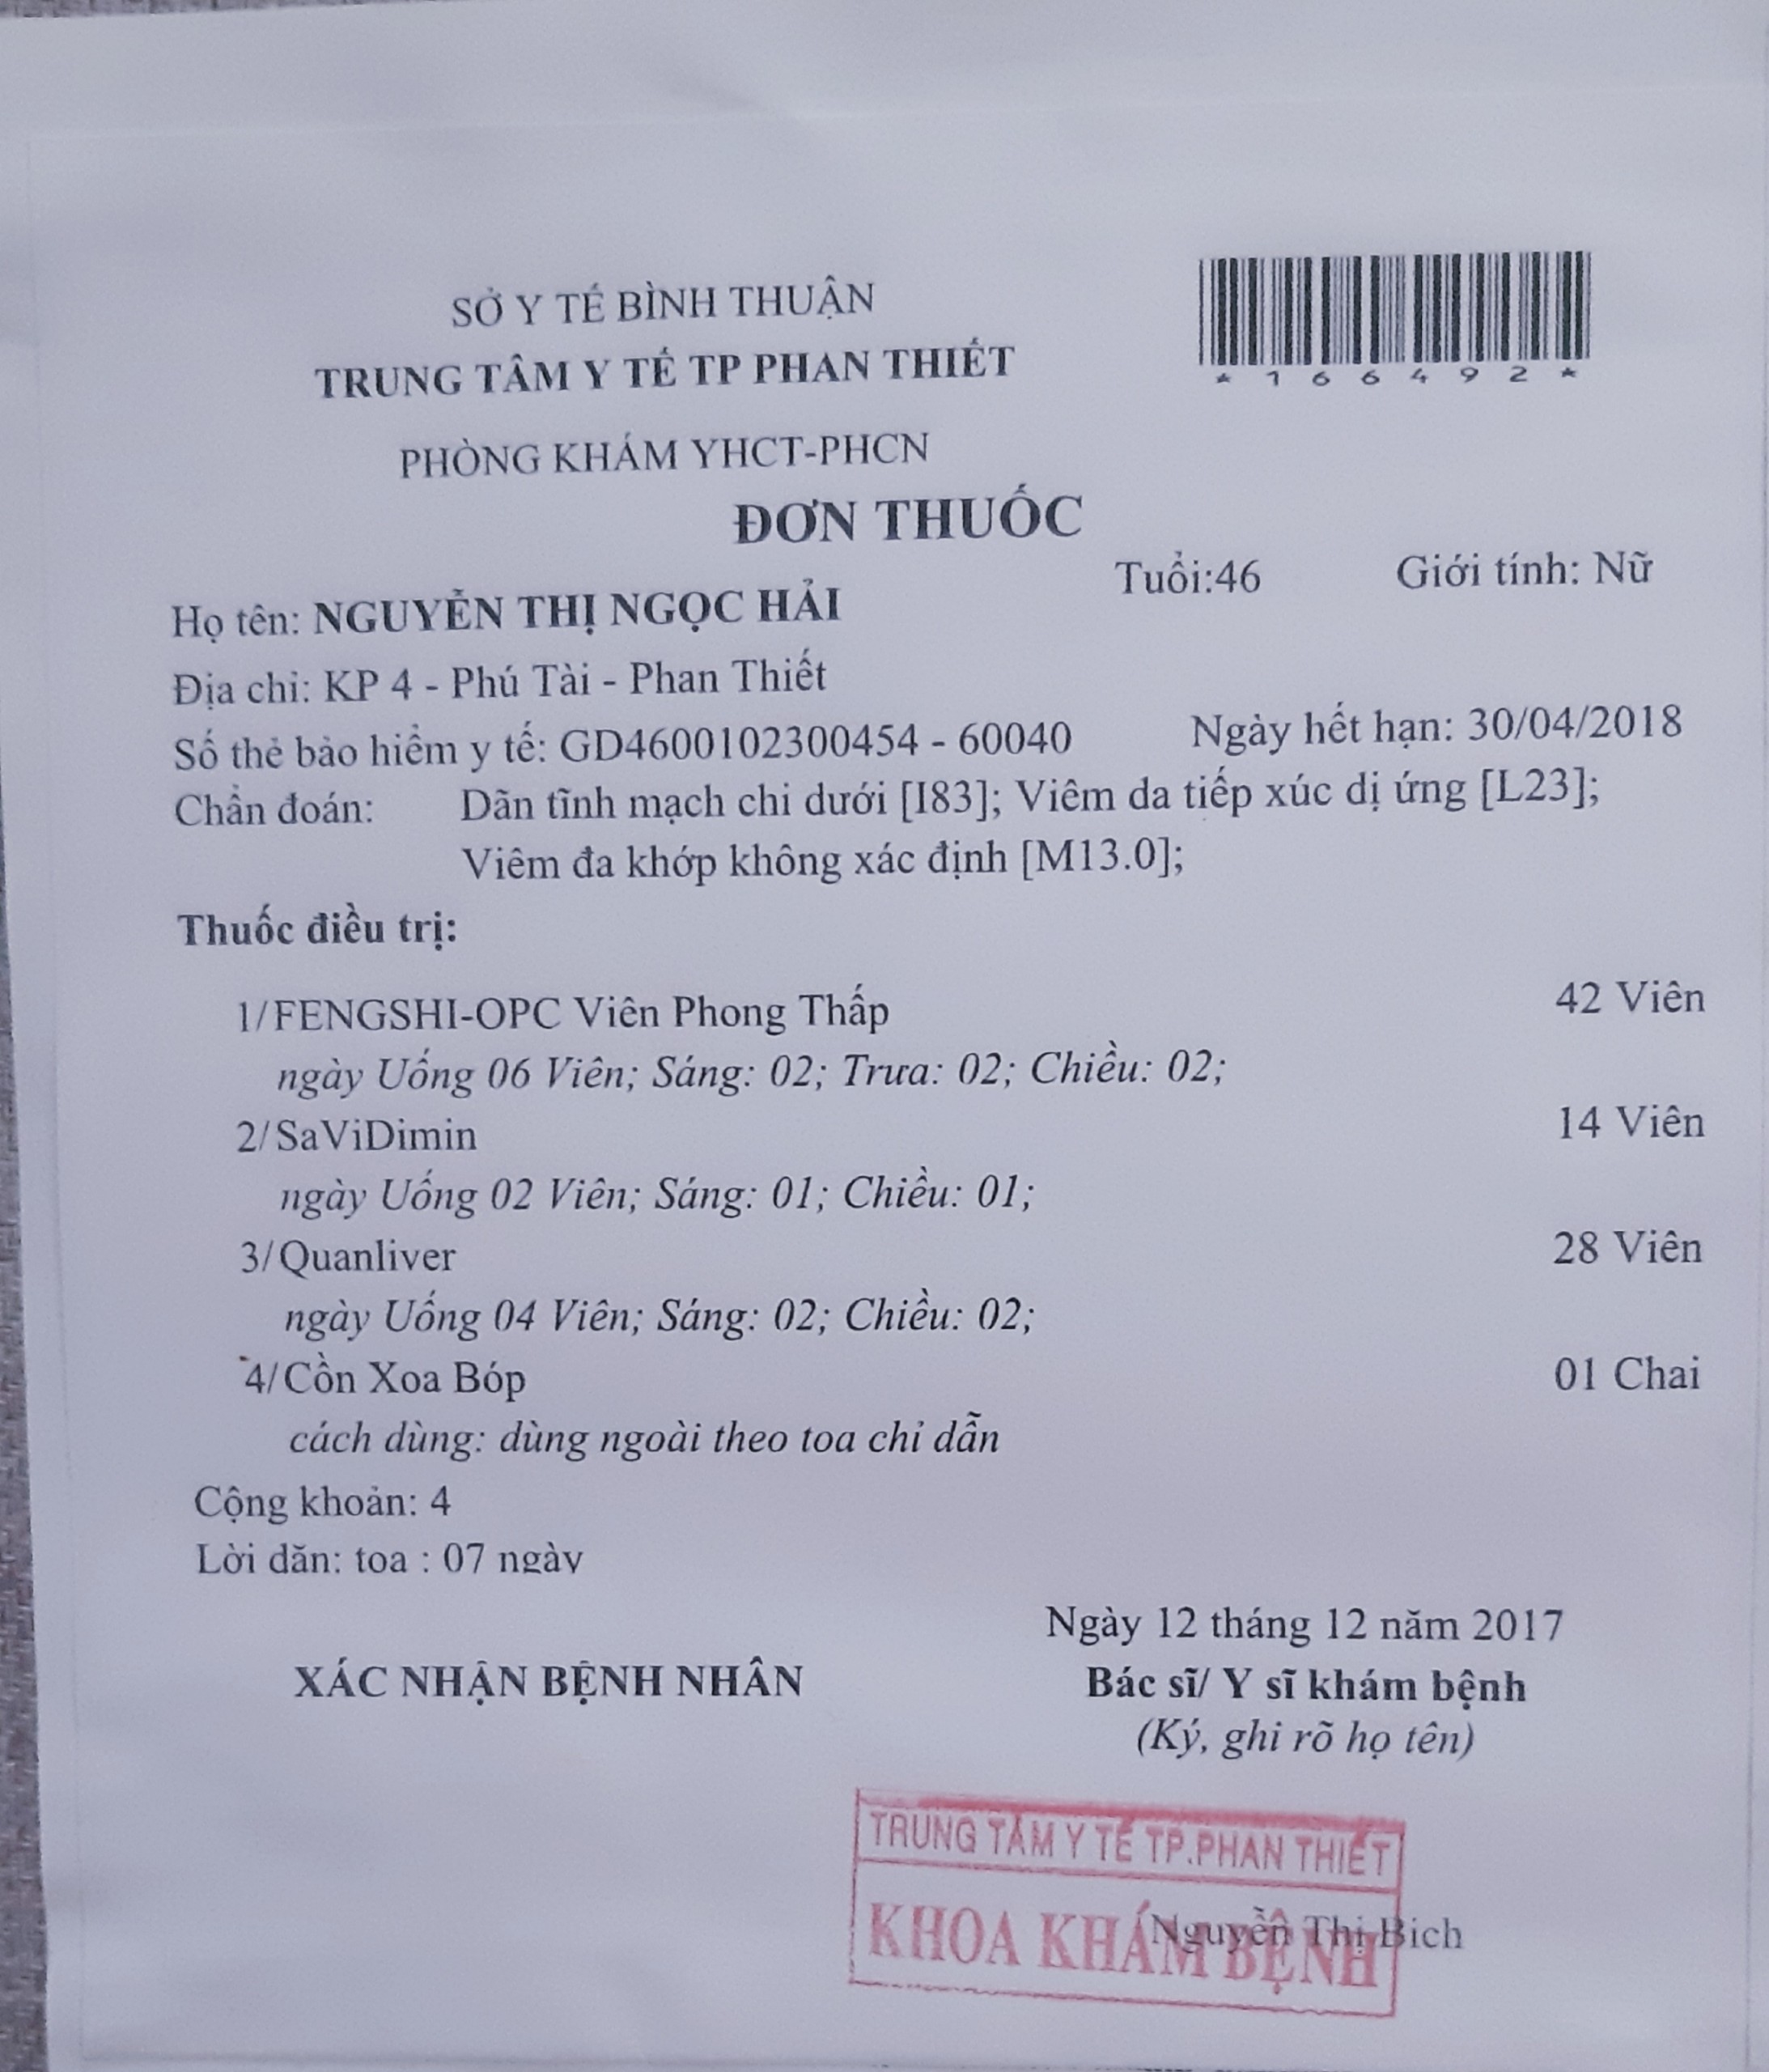 SỞ Y TẾ BÌNH THUẬN
TRUNG TÂM Y TẾ TP PHAN THIẾT
*166492*
PHÒNG KHÁM YHCT-PHCN
ĐƠN THUỐC
Họ tên: NGUYỄN THỊ NGỌC HẢI Tuổi:46 Giới tính: Nữ
Địa chỉ: KP 4 - Phú Tài - Phan Thiết
Số thẻ bảo hiểm y tế: GD4600102300454 - 60040 Ngày hết hạn: 30/04/2018
Chẩn đoán: Dãn tĩnh mạch chi dưới [I83]; Viêm da tiếp xúc dị ứng [L23];
Viêm đa khớp không xác định [M13.0];
Thuốc điều trị:
1/FENGSHI-OPC Viên Phong Thấp 42 Viên
ngày Uống 06 Viên; Sáng: 02; Trưa: 02; Chiều: 02;
2/SaViDimin 14 Viên
ngày Uống 02 Viên; Sáng: 01; Chiều: 01;
3/Quanliver 28 Viên
ngày Uống 04 Viên; Sáng: 02; Chiều: 02;
4/Cồn Xoa Bóp 01 Chai
cách dùng: dùng ngoài theo toa chỉ dẫn
Cộng khoản: 4
Lời dăn: toa : 07 ngày
Ngày 12 tháng 12 năm 2017
XÁC NHẬN BỆNH NHÂN Bác sĩ/ Y sĩ khám bệnh
(Ký, ghi rõ họ tên)
TRUNG TÂM Y TẾ TP.PHAN THIẾT
KHOA KHÁM BỆNH
Nguyễn Thị Bich